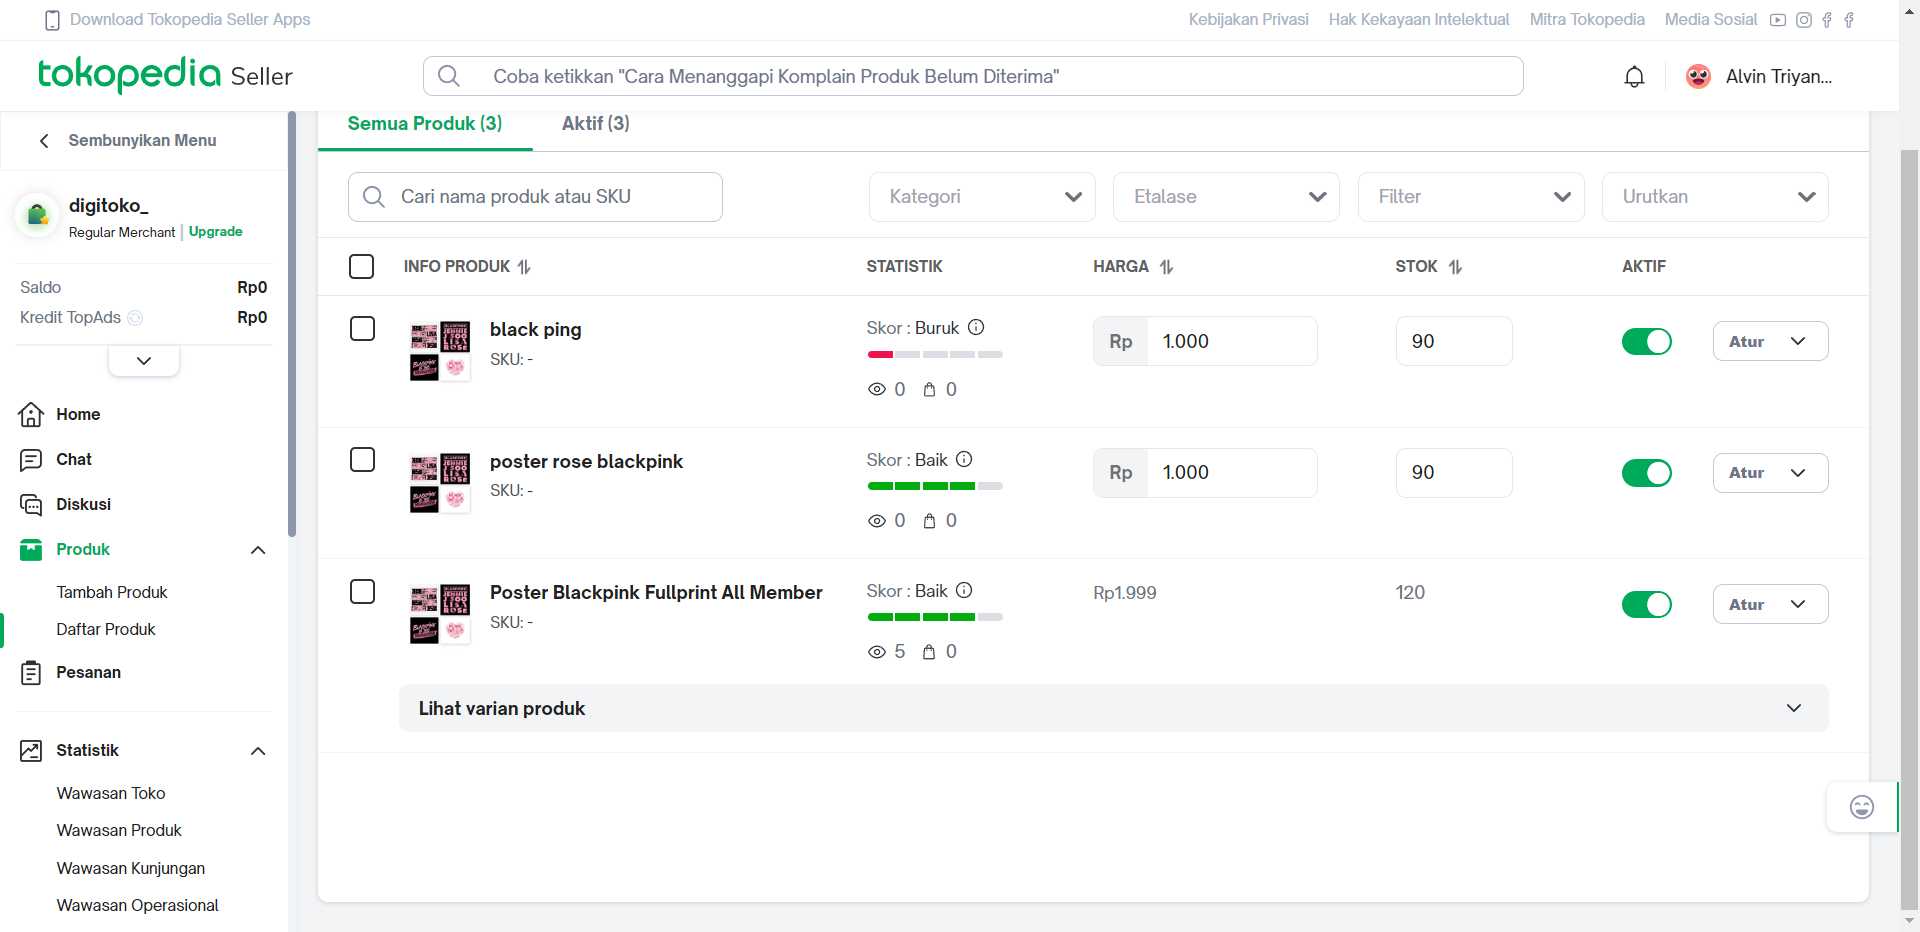 Download Tokopedia Seller Apps
Kebijakan Privasi Hak Kekayaan Intelektual Mitra Tokopedia Media Sosial
tokopedia Seller
Coba ketikkan "Cara Menanggapi Komplain Produk Belum Diterima"
Alvin Triyan...
Sembunyikan Menu
digitoko_
Regular Merchant | Upgrade
Saldo Rp0
Kredit TopAds Rp0
Home
Chat
Diskusi
Produk
Tambah Produk
Daftar Produk
Pesanan
Statistik
Wawasan Toko
Wawasan Produk
Wawasan Kunjungan
Wawasan Operasional
Semua Produk (3) Aktif (3)
Cari nama produk atau SKU
Kategori Etalase Filter Urutkan
INFO PRODUK STATISTIK HARGA STOK AKTIF
black ping
SKU: -
Skor : Buruk
0 0
Rp 1.000
90
Atur
poster rose blackpink
SKU: -
Skor : Baik
0 0
Rp 1.000
90
Atur
Poster Blackpink Fullprint All Member
SKU: -
Skor : Baik
5 0
Rp1.999
120
Atur
Lihat varian produk